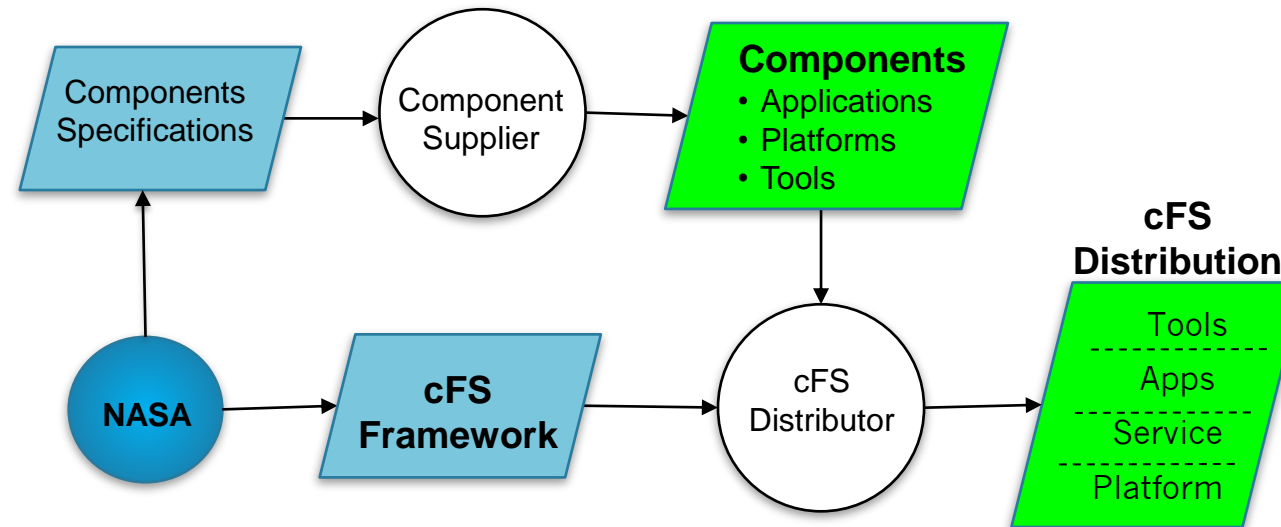 Components
Specifications
Component
Supplier
Components
• Applications
• Platforms
• Tools
NASA
cFS
Framework
cFS
Distributor
cFS
Distribution
Tools
Apps
Service
Platform